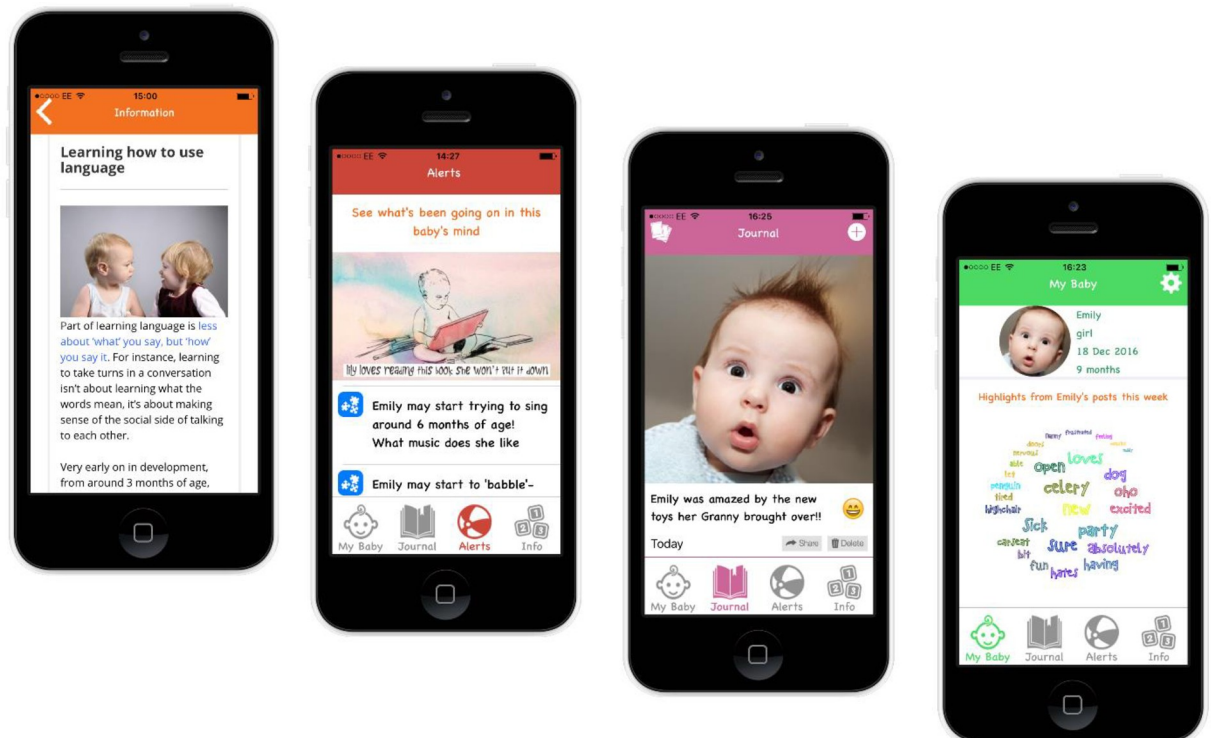 EE 15:00
Information
Learning how to use
language
Part of learning language is less
about ‘what’ you say, but ‘how’
you say it. For instance, learning
to take turns in a conversation
isn’t about learning what the
words mean, it’s about making
sense of the social side of talking
to each other.
Very early on in development,
from around 3 months of age,
EE 14:27
Alerts
See what's been going on in this
baby's mind
loves reading this book she won't put it down
Emily may start trying to sing
around 6 months of age!
What music does she like
Emily may start to 'babble'-
My Baby Journal Alerts Info
EE 16:25
Journal
Emily was amazed by the new
toys her Granny brought over!!
Today Share Delete
My Baby Journal Alerts Info
EE 16:23
My Baby
Emily
girl
18 Dec 2016
9 months
Highlights from Emily's posts this week
funny frustrated
nervous
able open loves dog
penguin celery oho
tired
highchair new excited
sick party
carseat sure absolutely
bit
fun hates having
My Baby Journal Alerts Info